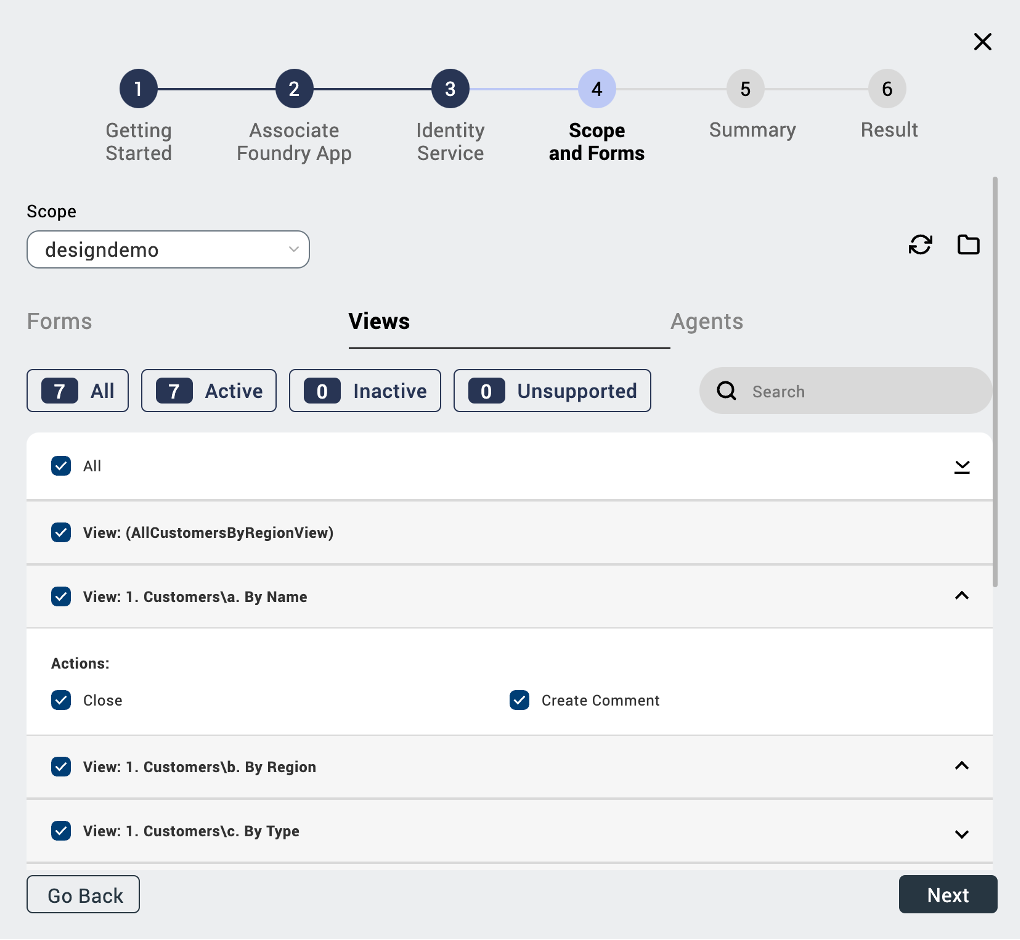 1
2
3
4
5
6
Getting
Started
Associate
Foundry App
Identity
Service
Scope
and Forms
Summary
Result
Scope
designdemo
Forms
Views
Agents
7 All
7 Active
0 Inactive
0 Unsupported
Search
All
View: (AllCustomersByRegionView)
View: 1. Customers\a. By Name
Actions:
Close
Create Comment
View: 1. Customers\b. By Region
View: 1. Customers\c. By Type
Go Back
Next